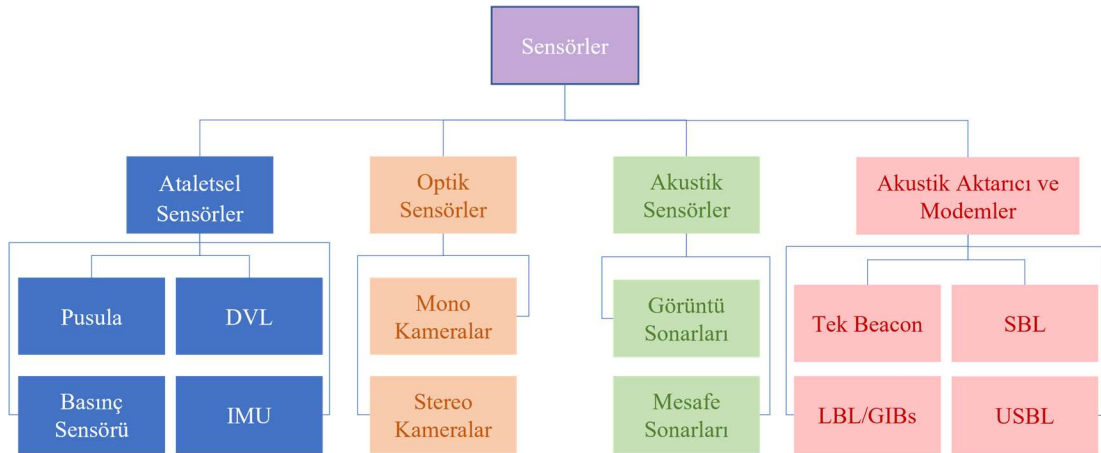 Sensörler
Ataletsel
Sensörler
Optik
Sensörler
Akustik
Sensörler
Akustik Aktarıcı ve
Modemler
Pusula
DVL
Mono
Kameralar
Görüntü
Sonarları
Tek Beacon
SBL
Basınç
Sensörü
IMU
Stereo
Kameralar
Mesafe
Sonarları
LBL/GIBs
USBL